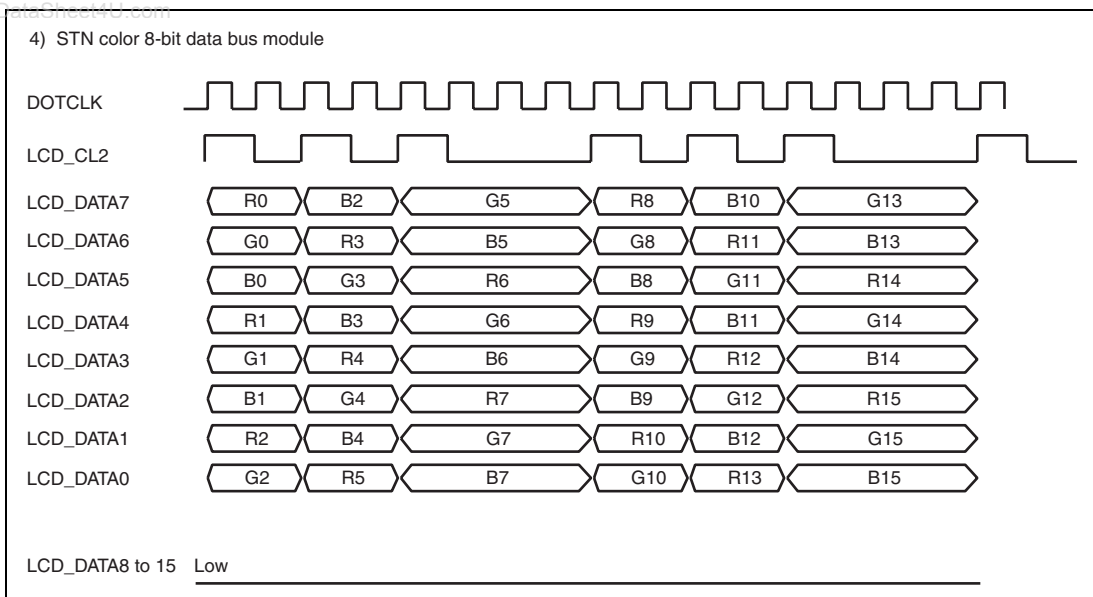 DataSheet4U.com
4) STN color 8-bit data bus module
DOTCLK
LCD_CL2
LCD_DATA7 R0 B2 G5 R8 B10 G13
LCD_DATA6 G0 R3 B5 G8 R11 B13
LCD_DATA5 B0 G3 R6 B8 G11 R14
LCD_DATA4 R1 B3 G6 R9 B11 G14
LCD_DATA3 G1 R4 B6 G9 R12 B14
LCD_DATA2 B1 G4 R7 B9 G12 R15
LCD_DATA1 R2 B4 G7 R10 B12 G15
LCD_DATA0 G2 R5 B7 G10 R13 B15
LCD_DATA8 to 15 Low